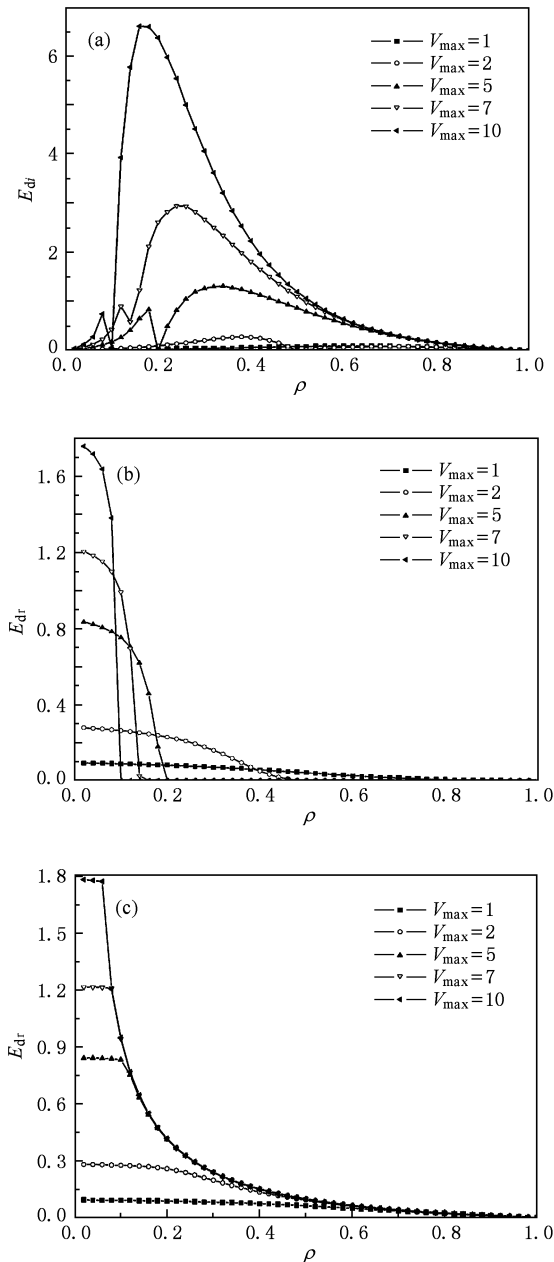 (a)
V_max=1
V_max=2
V_max=5
V_max=7
V_max=10
6
4
2
0
E_di
0.0 0.2 0.4 0.6 0.8 1.0
ρ
(b)
V_max=1
V_max=2
V_max=5
V_max=7
V_max=10
1.6
1.2
0.8
0.4
0.0
E_dr
0.0 0.2 0.4 0.6 0.8 1.0
ρ
(c)
V_max=1
V_max=2
V_max=5
V_max=7
V_max=10
1.8
1.5
1.2
0.9
0.6
0.3
0.0
E_dr
0.0 0.2 0.4 0.6 0.8 1.0
ρ